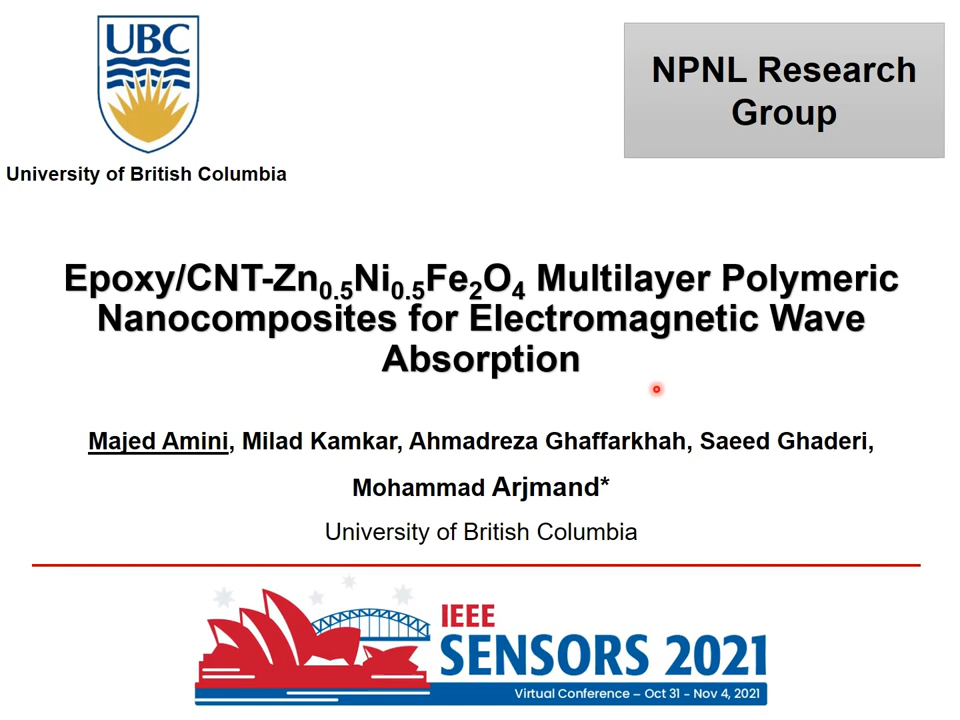 UBC
University of British Columbia
NPNL Research
Group
Epoxy/CNT-Zn0.5Ni0.5Fe2O4 Multilayer Polymeric
Nanocomposites for Electromagnetic Wave
Absorption
Majed Amini, Milad Kamkar, Ahmadreza Ghaffarkhah, Saeed Ghaderi,
Mohammad Arjmand*
University of British Columbia
IEEE
SENSORS 2021
Virtual Conference – Oct 31 - Nov 4, 2021